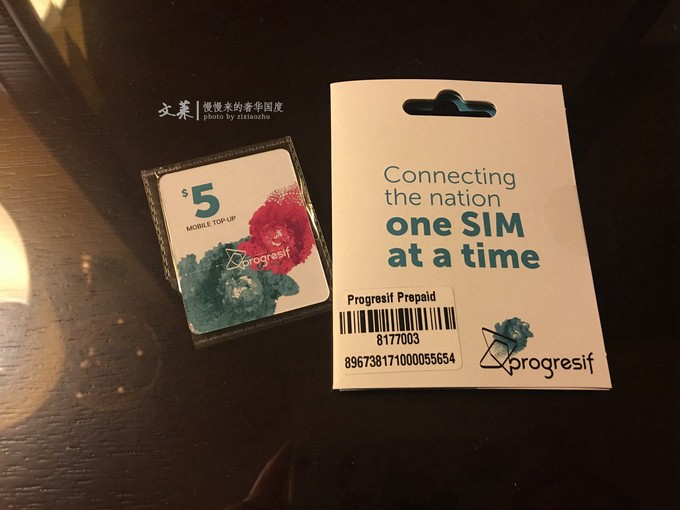 文莱 | 慢慢来的奢华国度
photo by zixiaozhu
$5
MOBILE TOP-UP
progresif
Connecting
the nation
one SIM
at a time
Progresif Prepaid
8177003
896738171000055654
progresif